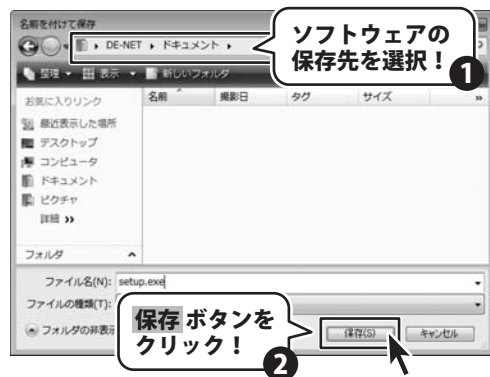 名前を付けて保存
DE-NET ▸ ドキュメント ▸
ソフトウェアの
保存先を選択！
1
整理 表示 新しいフォルダ
お気に入りリンク
最近表示した場所
デスクトップ
コンピュータ
ドキュメント
ピクチャ
詳細 »
名前 撮影日 タグ サイズ »
フォルダ
ファイル名(N): setup.exe
ファイルの種類(T):
フォルダの非表示
保存 ボタンを
クリック！
2
保存(S) キャンセル